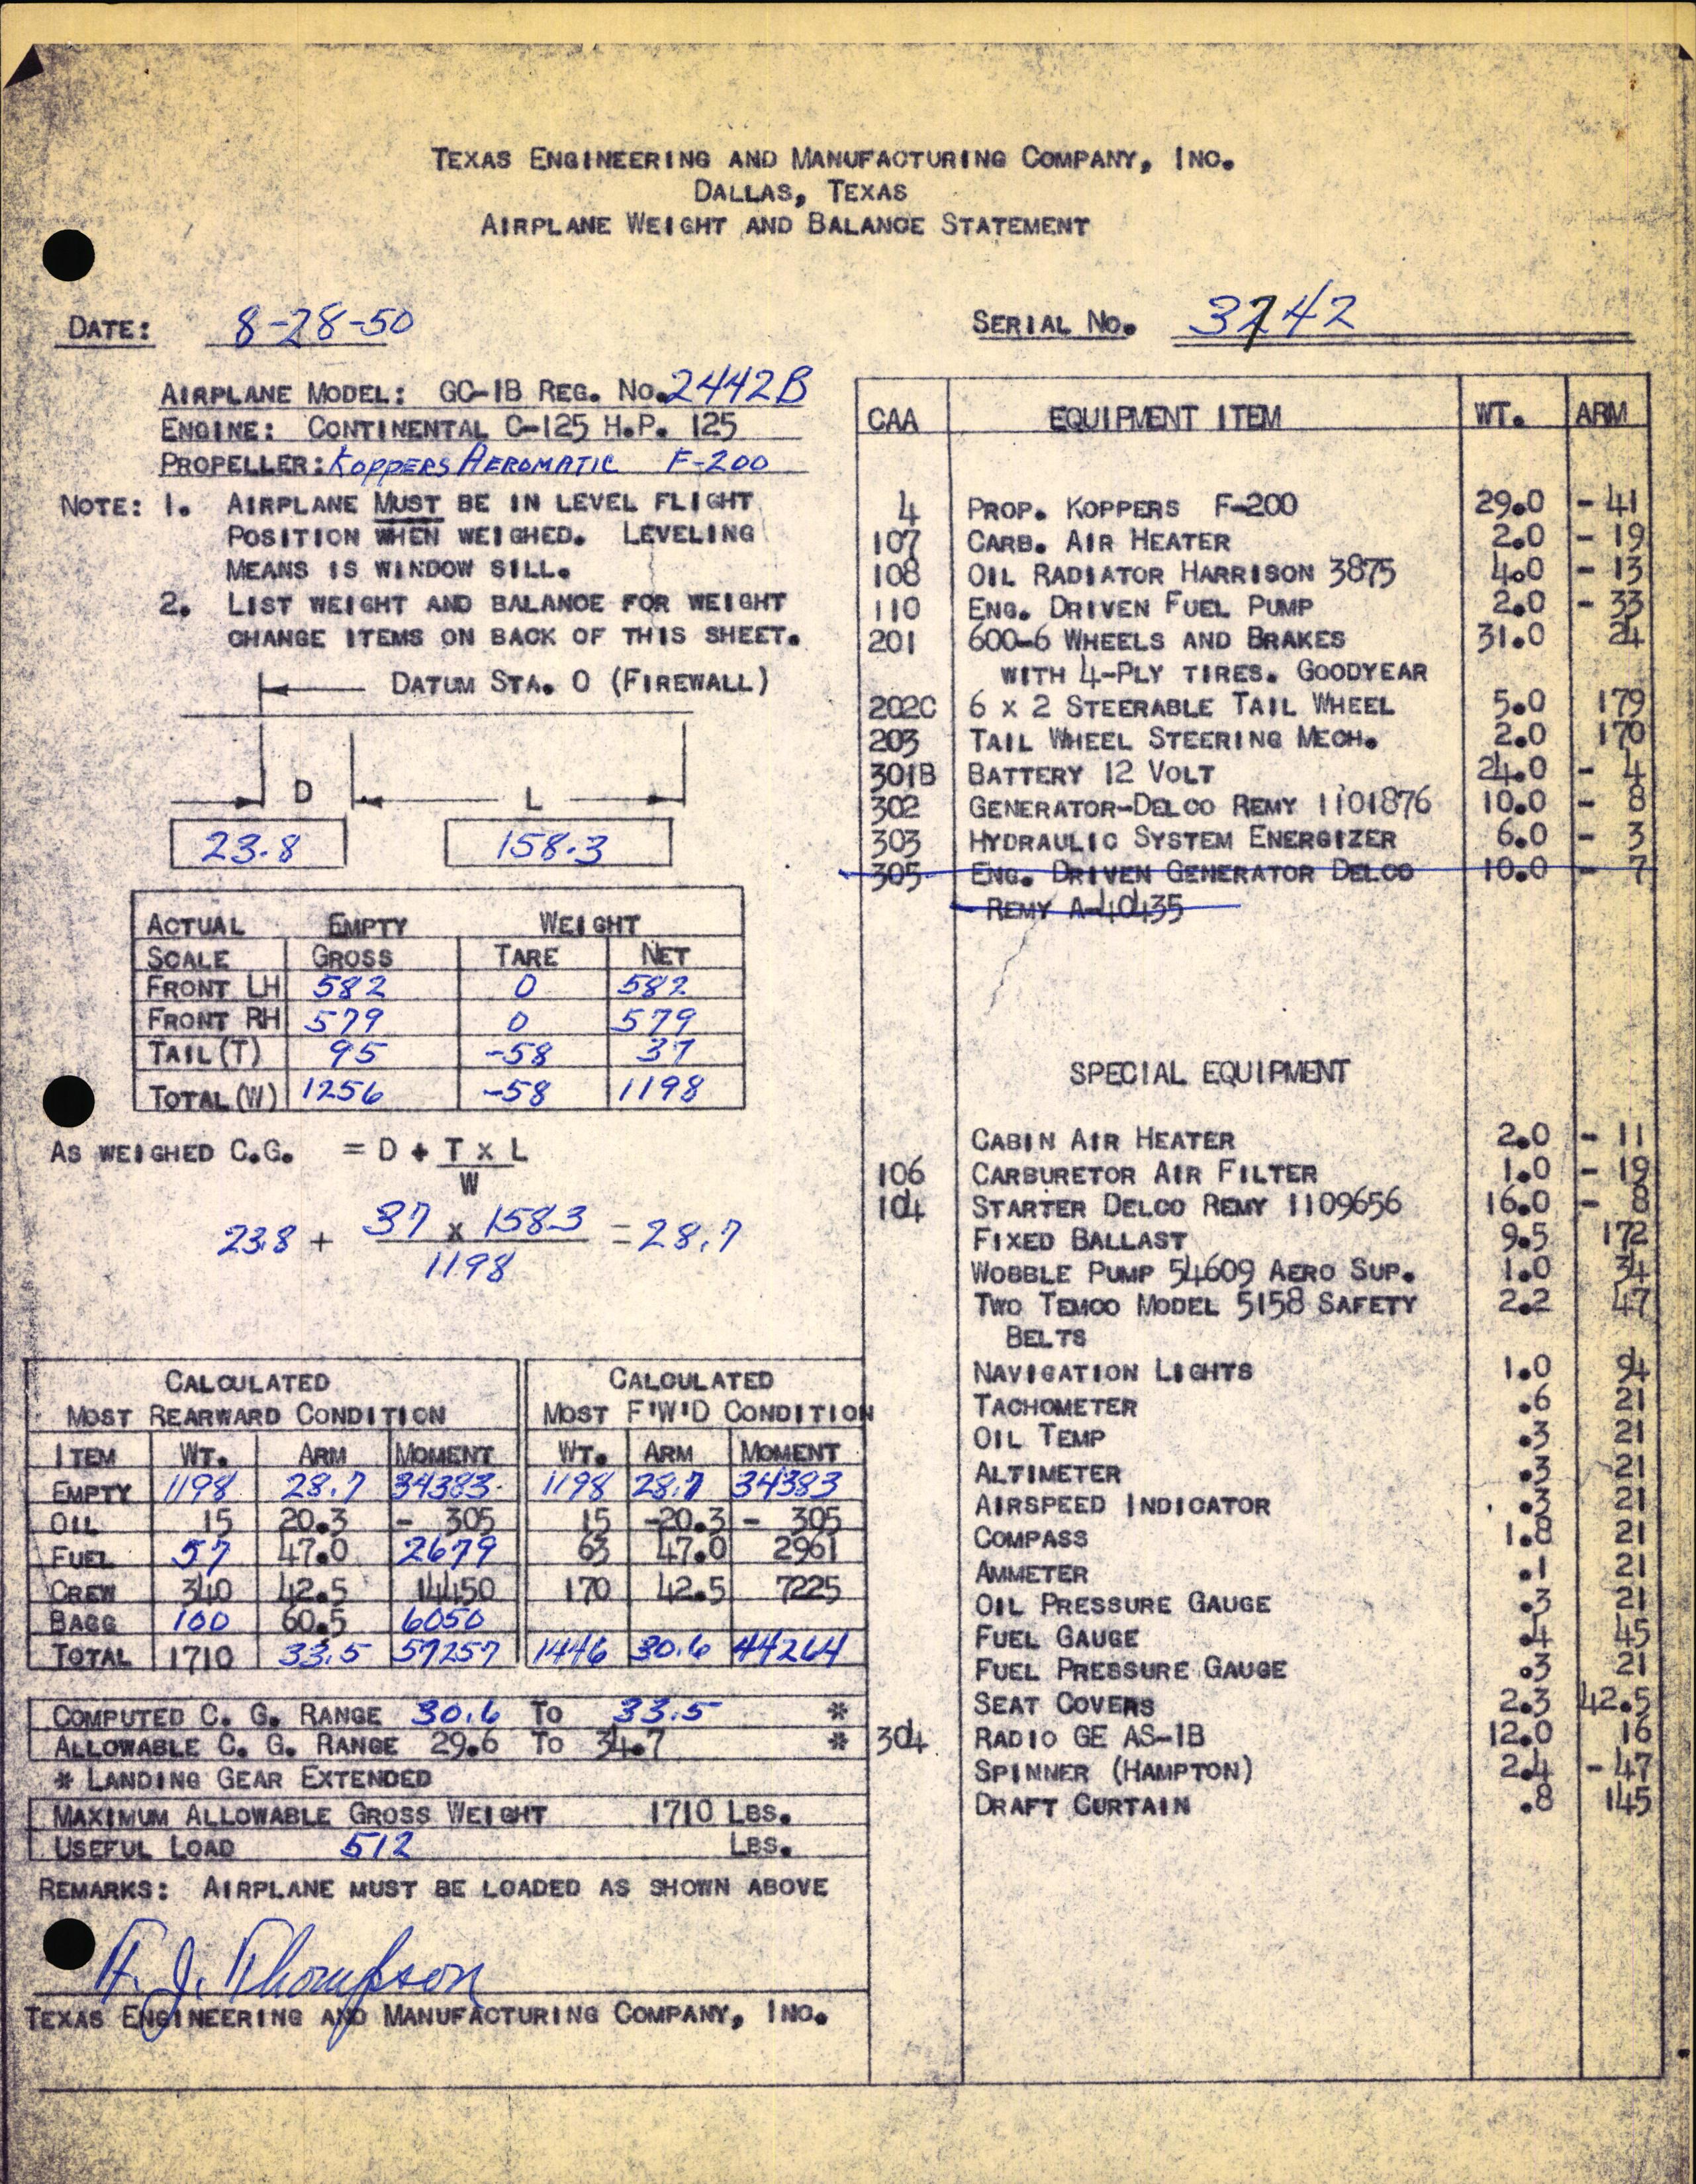 TEXAS ENGINEERING AND MANUFACTURING COMPANY, INC.
DALLAS, TEXAS
AIRPLANE WEIGHT AND BALANCE STATEMENT
DATE: 8-28-50
SERIAL NO. 3742
AIRPLANE MODEL: GC-1B REG. NO. 2442B
ENGINE: CONTINENTAL C-125 H.P. 125
PROPELLER: KOPPERS AEROMATIC F-200
NOTE: 1. AIRPLANE MUST BE IN LEVEL FLIGHT
POSITION WHEN WEIGHED. LEVELING
MEANS IS WINDOW SILL.
2. LIST WEIGHT AND BALANCE FOR WEIGHT
CHANGE ITEMS ON BACK OF THIS SHEET.
DATUM STA. 0 (FIREWALL)
D L
23.8 158.3
ACTUAL EMPTY WEIGHT
SCALE GROSS TARE NET
FRONT LH 582 0 582
FRONT RH 579 0 579
TAIL (T) 95 -58 37
TOTAL (W) 1256 -58 1198
AS WEIGHED C.G. = D + T X L
W
23.8 + 37 x 158.3 = 28.7
1198
CALCULATED
MOST REARWARD CONDITION
CALCULATED
MOST F'W'D CONDITION
ITEM WT. ARM MOMENT WT. ARM MOMENT
EMPTY 1198 28.7 34383 1198 28.7 34383
OIL 15 20.3 - 305 15 -20.3 - 305
FUEL 57 47.0 2679 63 47.0 2961
CREW 340 42.5 14450 170 42.5 7225
BAGG 100 60.5 6050
TOTAL 1710 33.5 57257 1446 30.6 44264
COMPUTED C. G. RANGE 30.6 TO 33.5 *
ALLOWABLE C. G. RANGE 29.6 TO 34.7 *
* LANDING GEAR EXTENDED
MAXIMUM ALLOWABLE GROSS WEIGHT 1710 LBS.
USEFUL LOAD 512 LBS.
REMARKS: AIRPLANE MUST BE LOADED AS SHOWN ABOVE
H. J. Thompson
TEXAS ENGINEERING AND MANUFACTURING COMPANY, INC.
CAA EQUIPMENT ITEM WT. ARM
4 PROP. KOPPERS F-200 29.0 - 41
107 CARB. AIR HEATER 2.0 - 19
108 OIL RADIATOR HARRISON 3875 4.0 - 13
110 ENG. DRIVEN FUEL PUMP 2.0 - 33
201 600-6 WHEELS AND BRAKES 31.0 24
WITH 4-PLY TIRES. GOODYEAR
202C 6 X 2 STEERABLE TAIL WHEEL 5.0 179
203 TAIL WHEEL STEERING MECH. 2.0 170
301B BATTERY 12 VOLT 24.0 - 4
302 GENERATOR-DELCO REMY 1101876 10.0 - 8
303 HYDRAULIC SYSTEM ENERGIZER 6.0 - 3
305 ENG. DRIVEN GENERATOR DELCO 10.0 - 7
REMY A-40435
SPECIAL EQUIPMENT
CABIN AIR HEATER 2.0 - 11
106 CARBURETOR AIR FILTER 1.0 - 19
104 STARTER DELCO REMY 1109656 16.0 - 8
FIXED BALLAST 9.5 172
WOBBLE PUMP 54609 AERO SUP. 1.0 34
TWO TEMCO MODEL 5158 SAFETY 2.2 47
BELTS
NAVIGATION LIGHTS 1.0 94
TACHOMETER .6 21
OIL TEMP .3 21
ALTIMETER .3 21
AIRSPEED INDICATOR .3 21
COMPASS 1.8 21
AMMETER .1 21
OIL PRESSURE GAUGE .3 21
FUEL GAUGE .4 45
FUEL PRESSURE GAUGE .3 21
SEAT COVERS 2.3 42.5
304 RADIO GE AS-1B 12.0 16
SPINNER (HAMPTON) 2.4 - 47
DRAFT CURTAIN .8 145